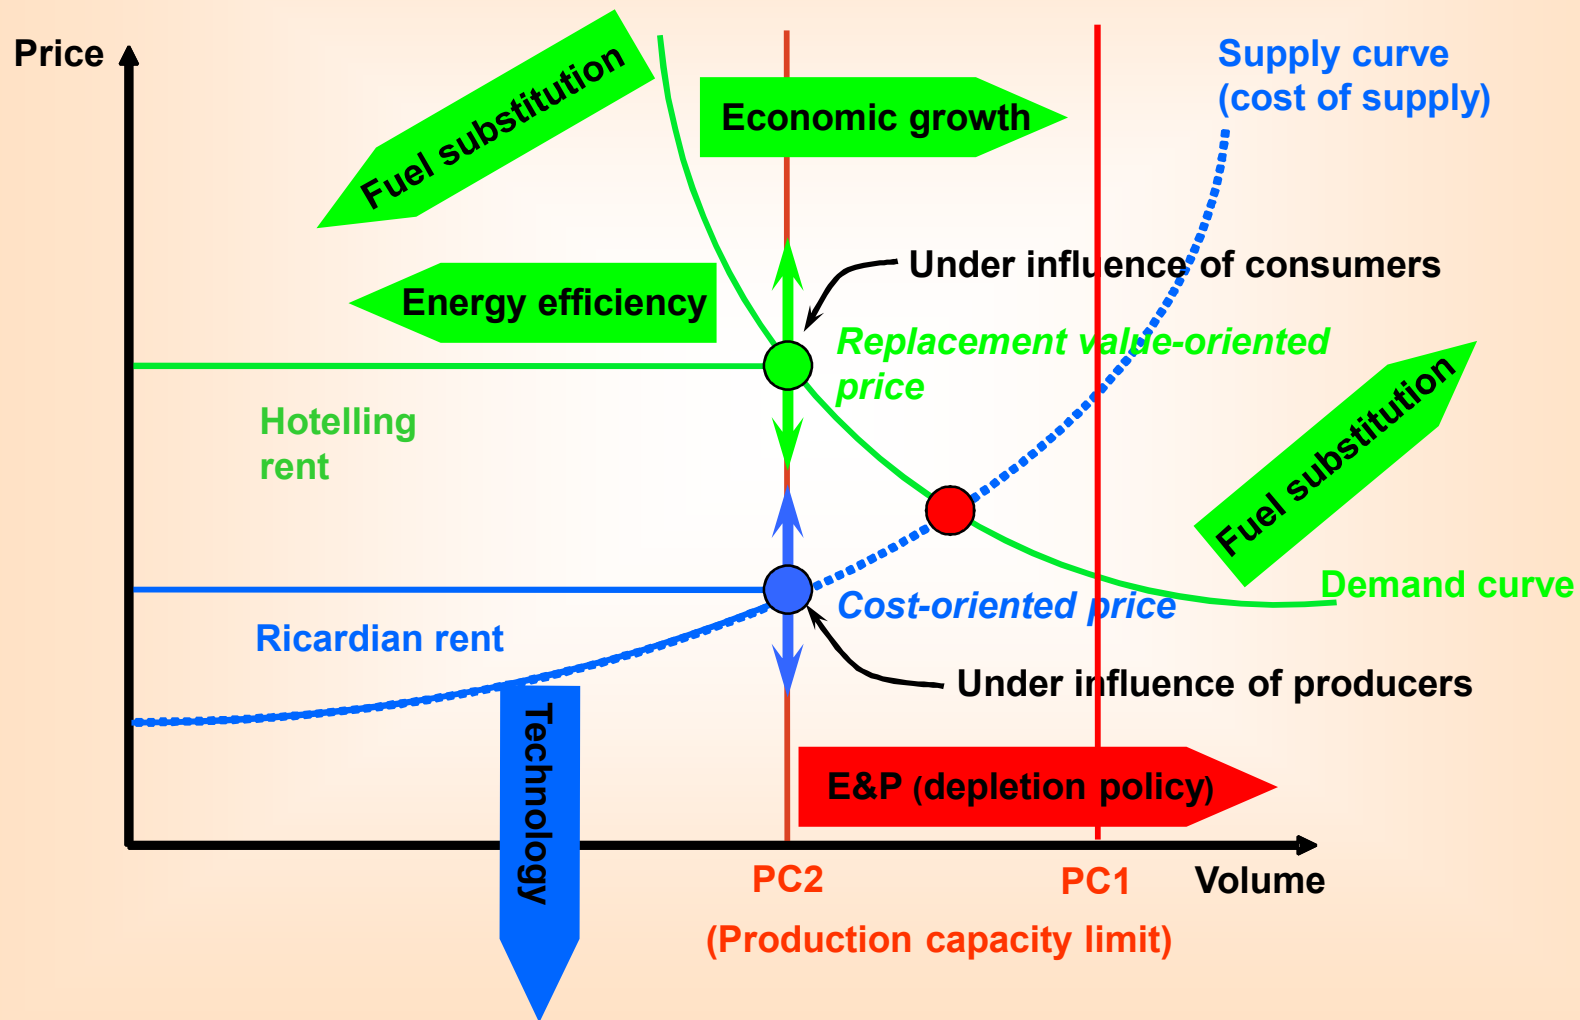 Price
Fuel substitution
Economic growth
Supply curve
(cost of supply)
Under influence of consumers
Energy efficiency
Replacement value-oriented
price
Hotelling
rent
Fuel substitution
Demand curve
Cost-oriented price
Ricardian rent
Under influence of producers
Technology
E&P (depletion policy)
PC2
PC1
Volume
(Production capacity limit)